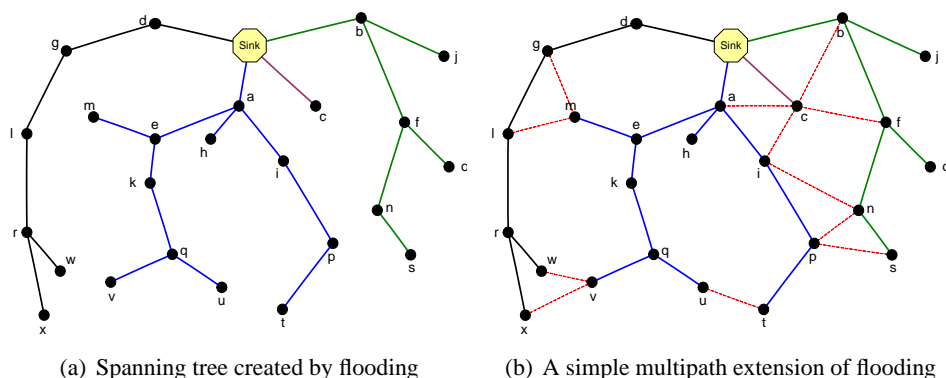 d
Sink
b
g
j
m
a
c
f
l
e
h
o
i
k
n
r
q
p
s
w
v
u
t
x
d
Sink
b
g
j
m
a
c
f
l
e
h
i
k
n
r
q
p
s
w
v
u
t
x
(a) Spanning tree created by flooding
(b) A simple multipath extension of flooding